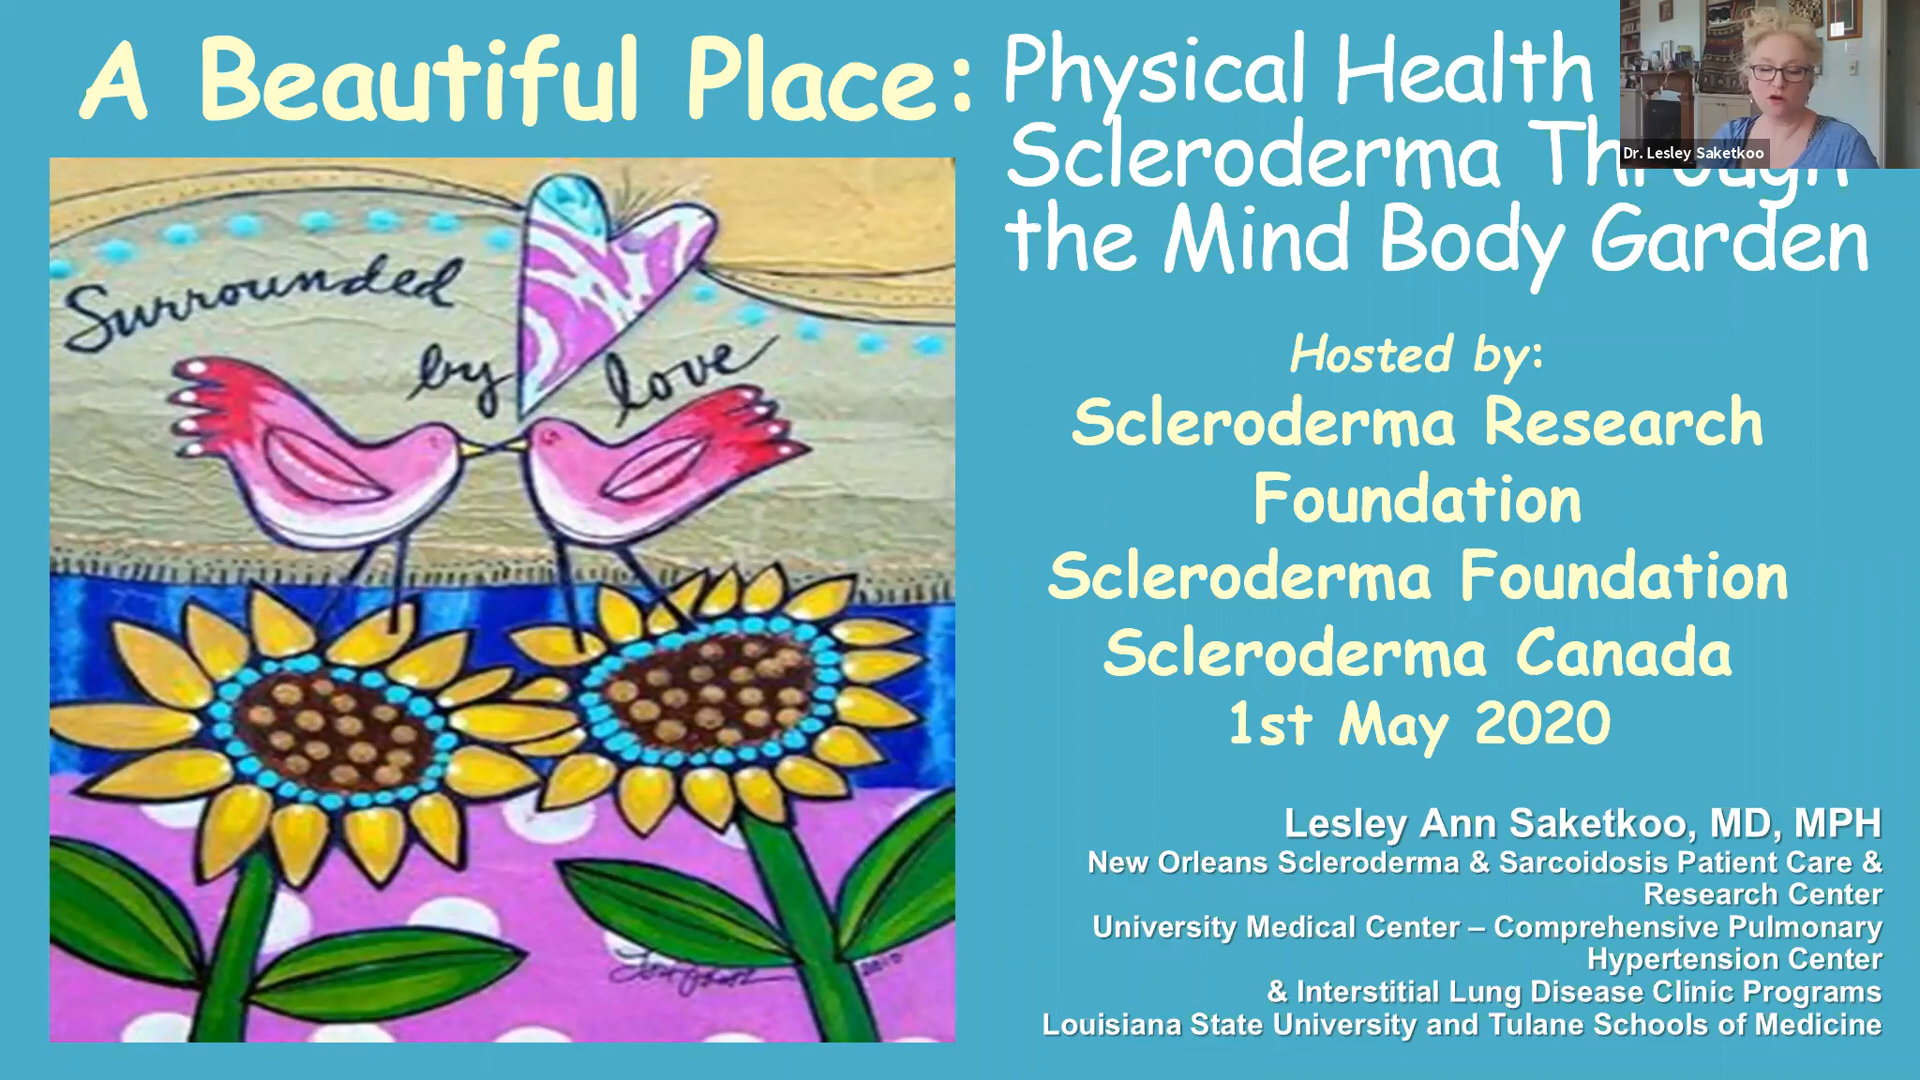 A Beautiful Place:
Physical Health
Scleroderma Through
the Mind Body Garden
Dr. Lesley Saketkoo
Surrounded
by love
Hosted by:
Scleroderma Research
Foundation
Scleroderma Foundation
Scleroderma Canada
1st May 2020
Lesley Ann Saketkoo, MD, MPH
New Orleans Scleroderma & Sarcoidosis Patient Care &
Research Center
University Medical Center – Comprehensive Pulmonary
Hypertension Center
& Interstitial Lung Disease Clinic Programs
Louisiana State University and Tulane Schools of Medicine